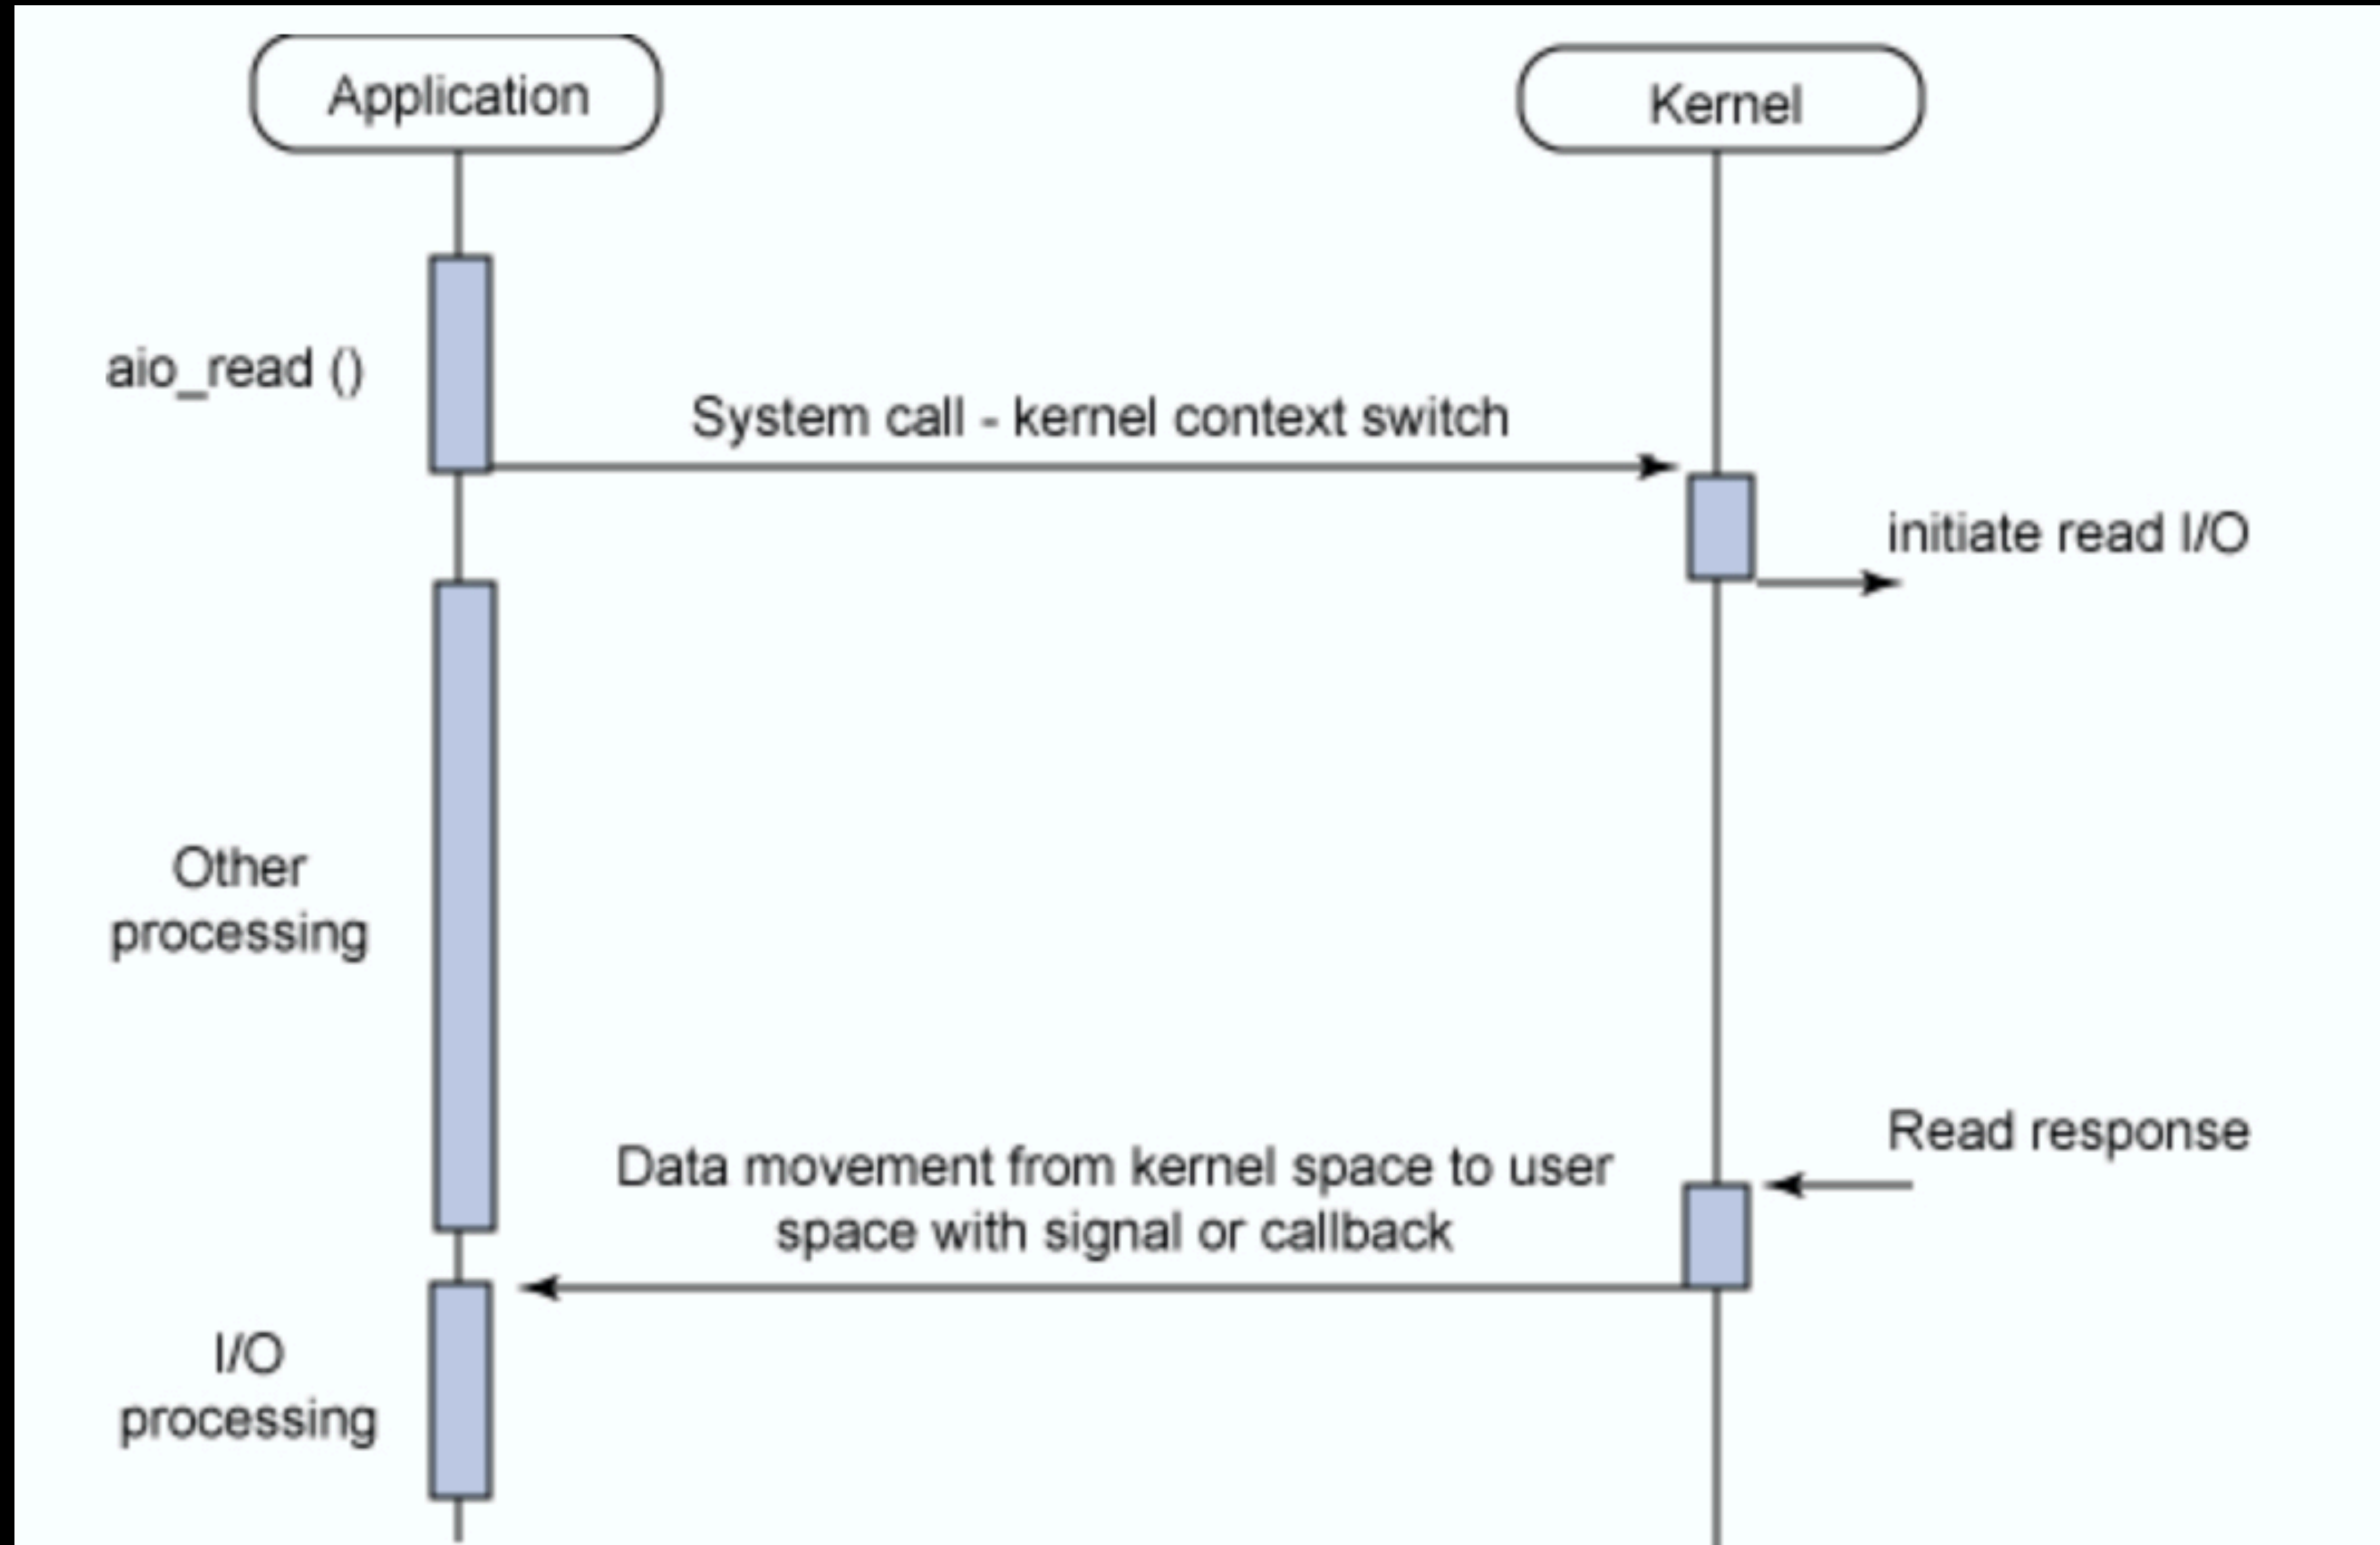 Application
Kernel
aio_read ()
System call - kernel context switch
initiate read I/O
Other
processing
Read response
Data movement from kernel space to user
space with signal or callback
I/O
processing